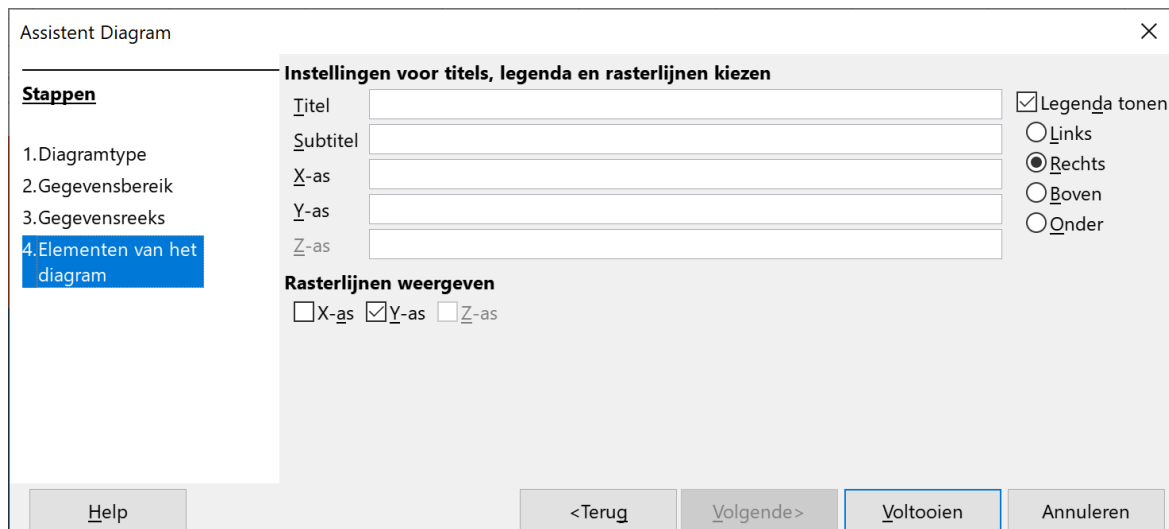 Assistent Diagram
Stappen
1.Diagramtype
2.Gegevensbereik
3.Gegevensreeks
4.Elementen van het
diagram
Instellingen voor titels, legenda en rasterlijnen kiezen
Titel
Subtitel
X-as
Y-as
Z-as
Legenda tonen
Links
Rechts
Boven
Onder
Rasterlijnen weergeven
X-as Y-as Z-as
Help <Terug Volgende> Voltooien Annuleren